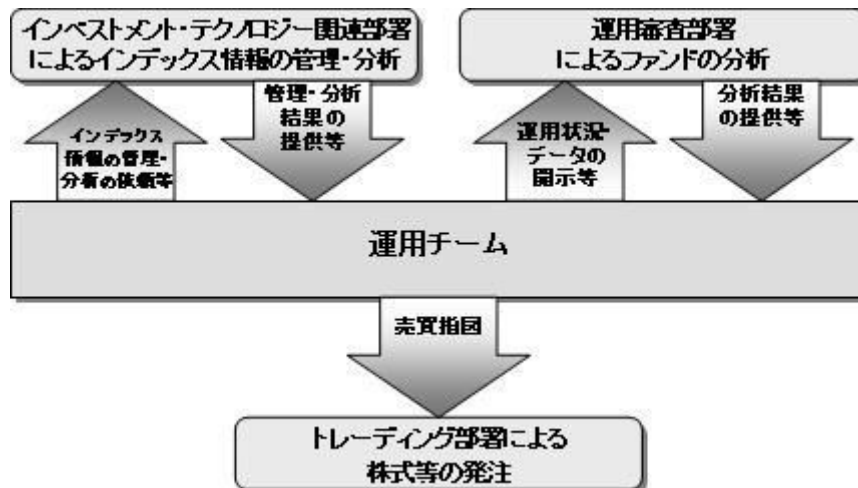 インベストメント・テクノロジー関連部署
によるインデックス情報の管理・分析
運用審査部署
によるファンドの分析
インデックス
情報の管理・
分析の依頼等
管理・分析
結果の
提供等
運用状況・
データの
開示等
分析結果
の提供等
運用チーム
売買指図
トレーディング部署による
株式等の発注